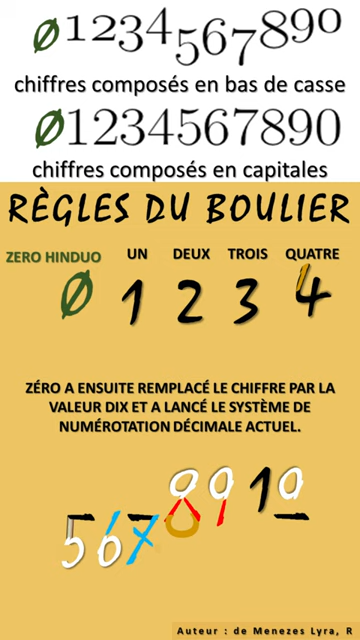 Ø1234567890
chiffres composés en bas de casse
Ø1234567890
chiffres composés en capitales
RÈGLES DU BOULIER
ZERO HINDUO UN DEUX TROIS QUATRE
Ø 1 2 3 4
ZÉRO A ENSUITE REMPLACÉ LE CHIFFRE PAR LA
VALEUR DIX ET A LANCÉ LE SYSTÈME DE
NUMÉROTATION DÉCIMALE ACTUEL.
5 6 7 8 9 10
Auteur : de Menezes Lyra, R